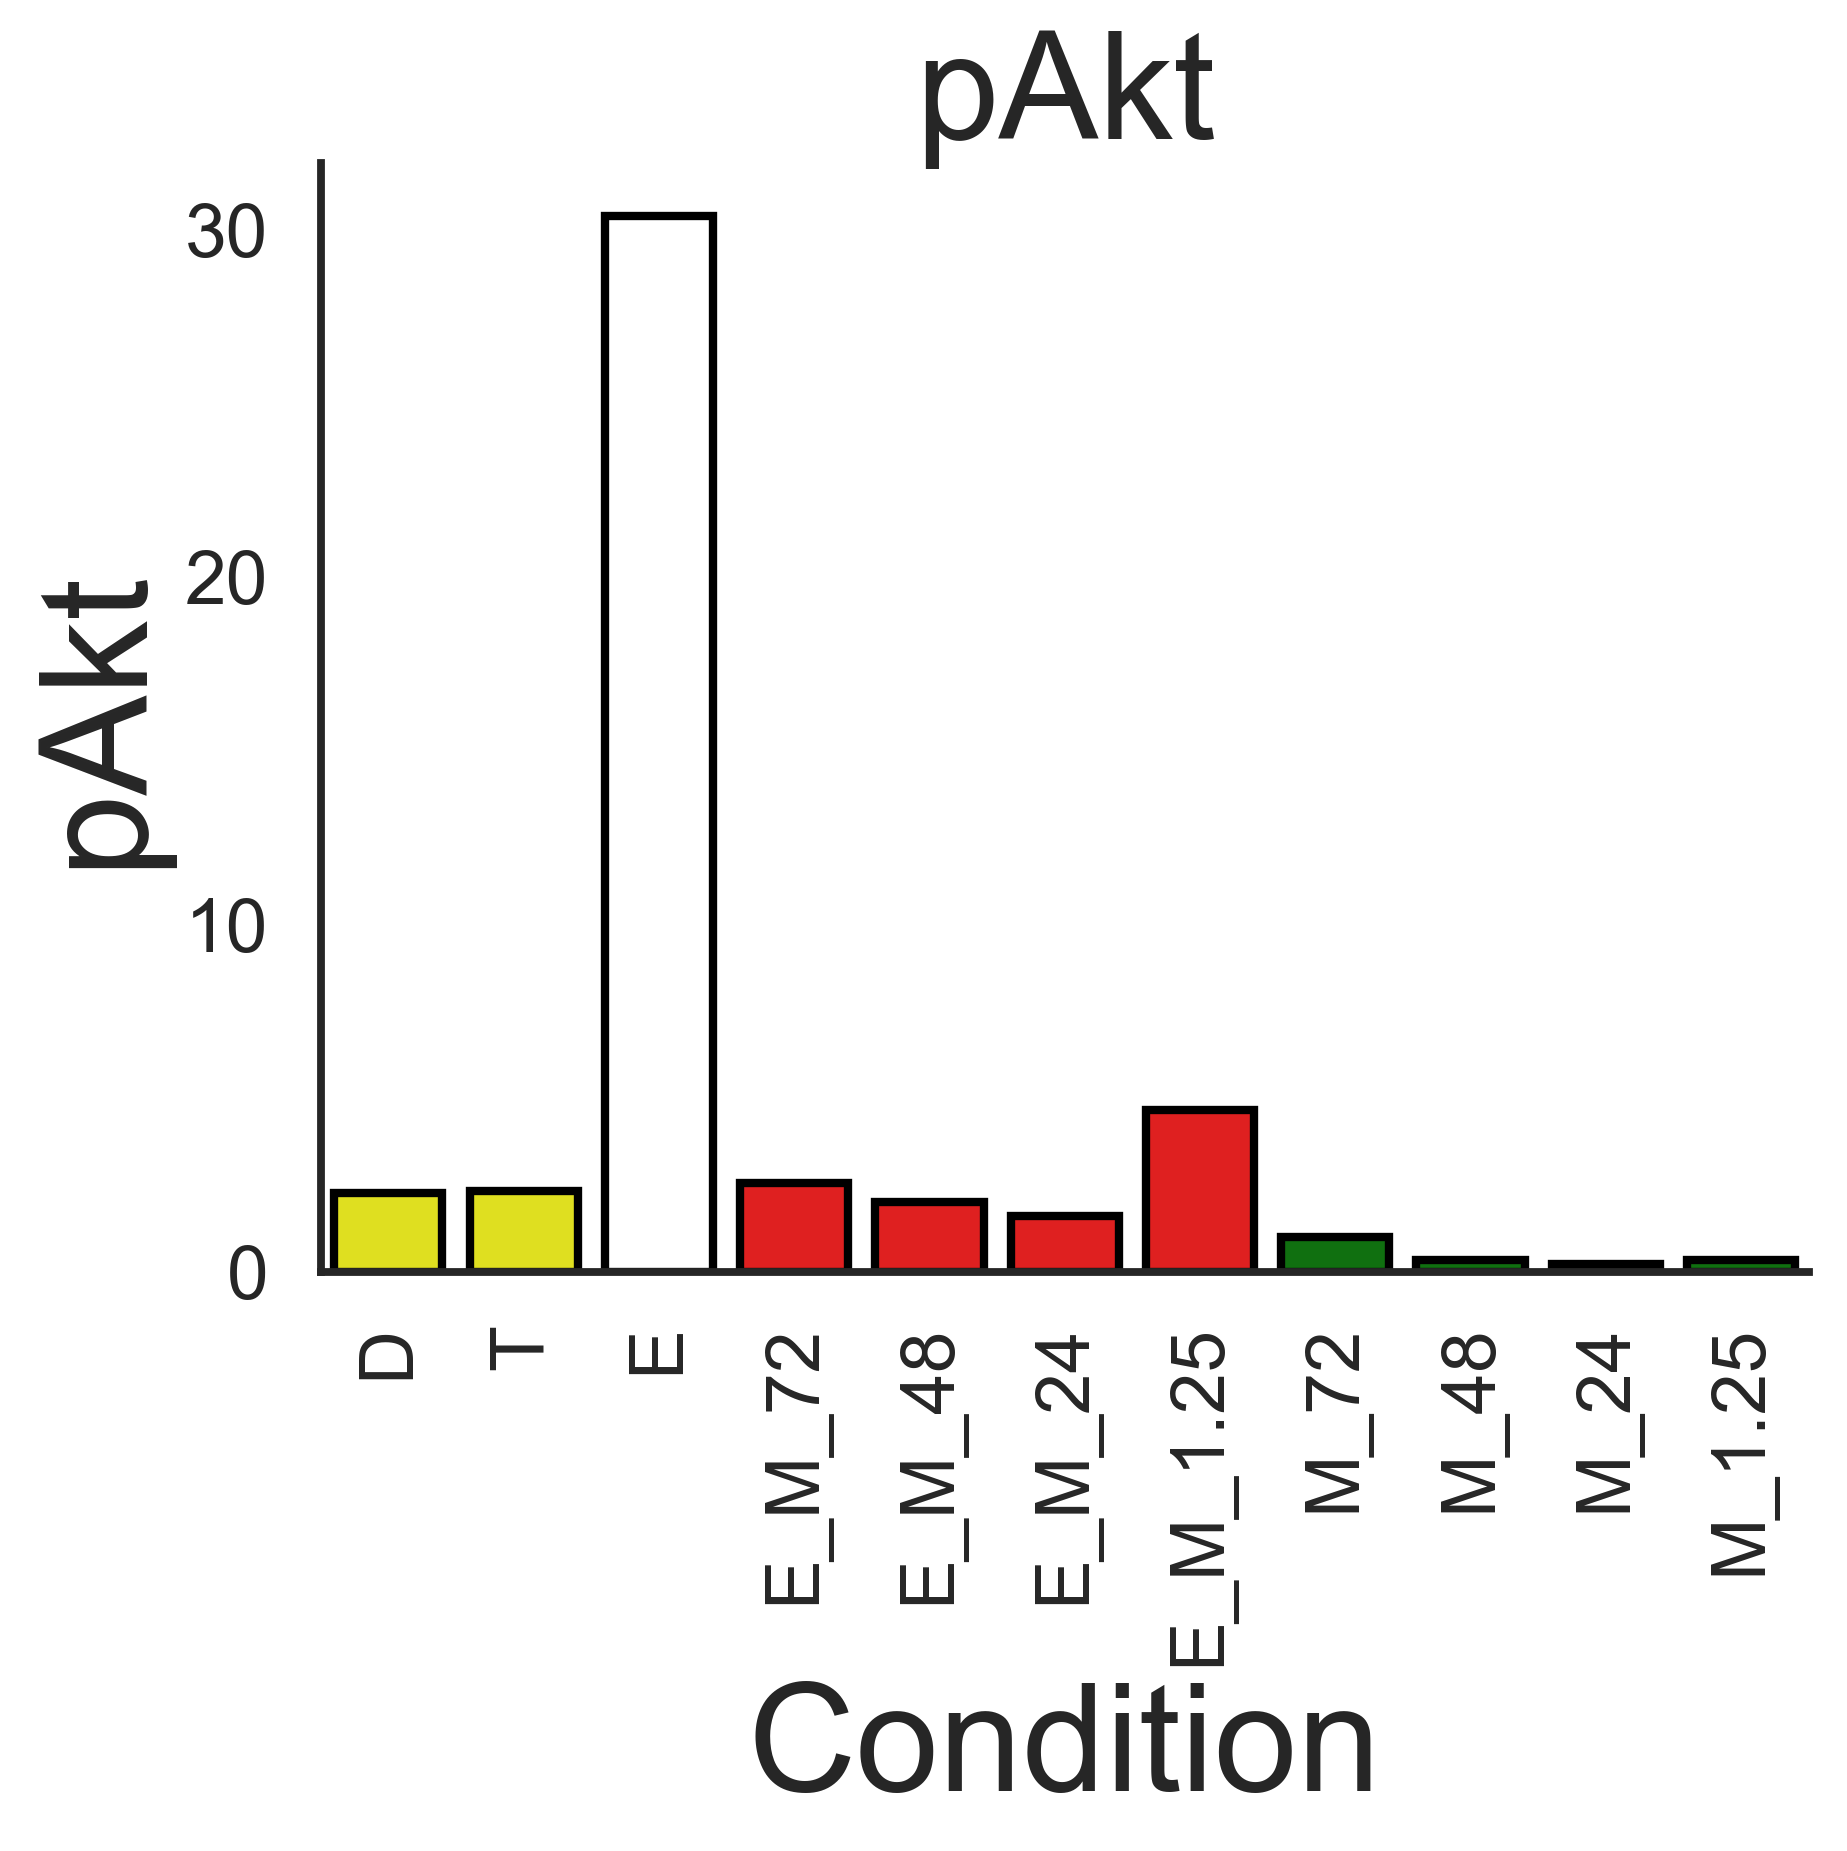 pAkt
pAkt
30
20
10
0
D
T
E
E_M_72
E_M_48
E_M_24
E_M_1.25
M_72
M_48
M_24
M_1.25
Condition